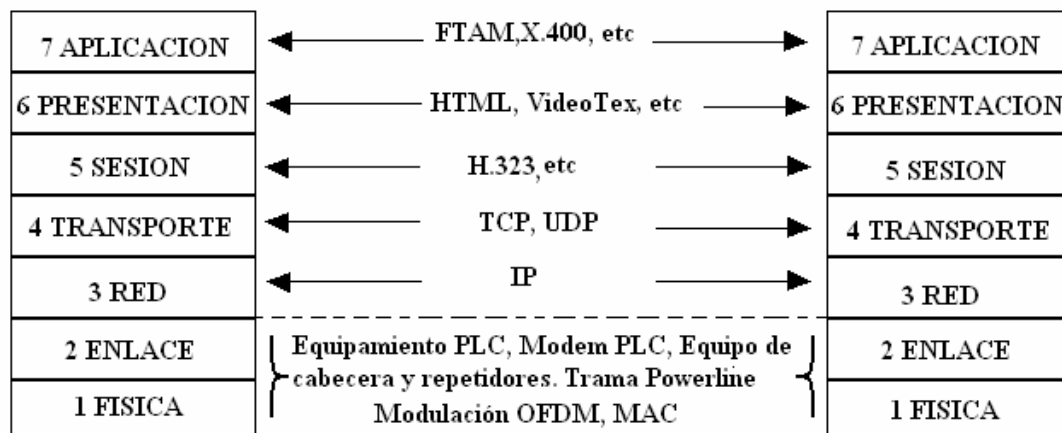 7 APLICACION
FTAM,X.400, etc
7 APLICACION
6 PRESENTACION
HTML, VideoTex, etc
6 PRESENTACION
5 SESION
H.323,etc
5 SESION
4 TRANSPORTE
TCP, UDP
4 TRANSPORTE
3 RED
IP
3 RED
2 ENLACE
Equipamiento PLC, Modem PLC, Equipo de
cabecera y repetidores. Trama Powerline
Modulación OFDM, MAC
2 ENLACE
1 FISICA
1 FISICA